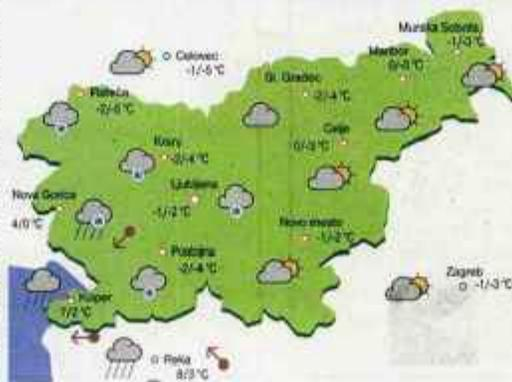 Murska Sobota
-1/-3 °C
Celovec
-1/-5 °C
Maribor
0/-3 °C
Sl. Gradec
-2/-4 °C
Rateče
-2/-5 °C
Celje
0/-3 °C
Kranj
-2/-4 °C
Ljubljana
-1/-2 °C
Nova Gorica
4/0 °C
Novo mesto
-1/-2 °C
Postojna
-2/-4 °C
Zagreb
-1/-3 °C
Koper
7/2 °C
Reka
8/3 °C